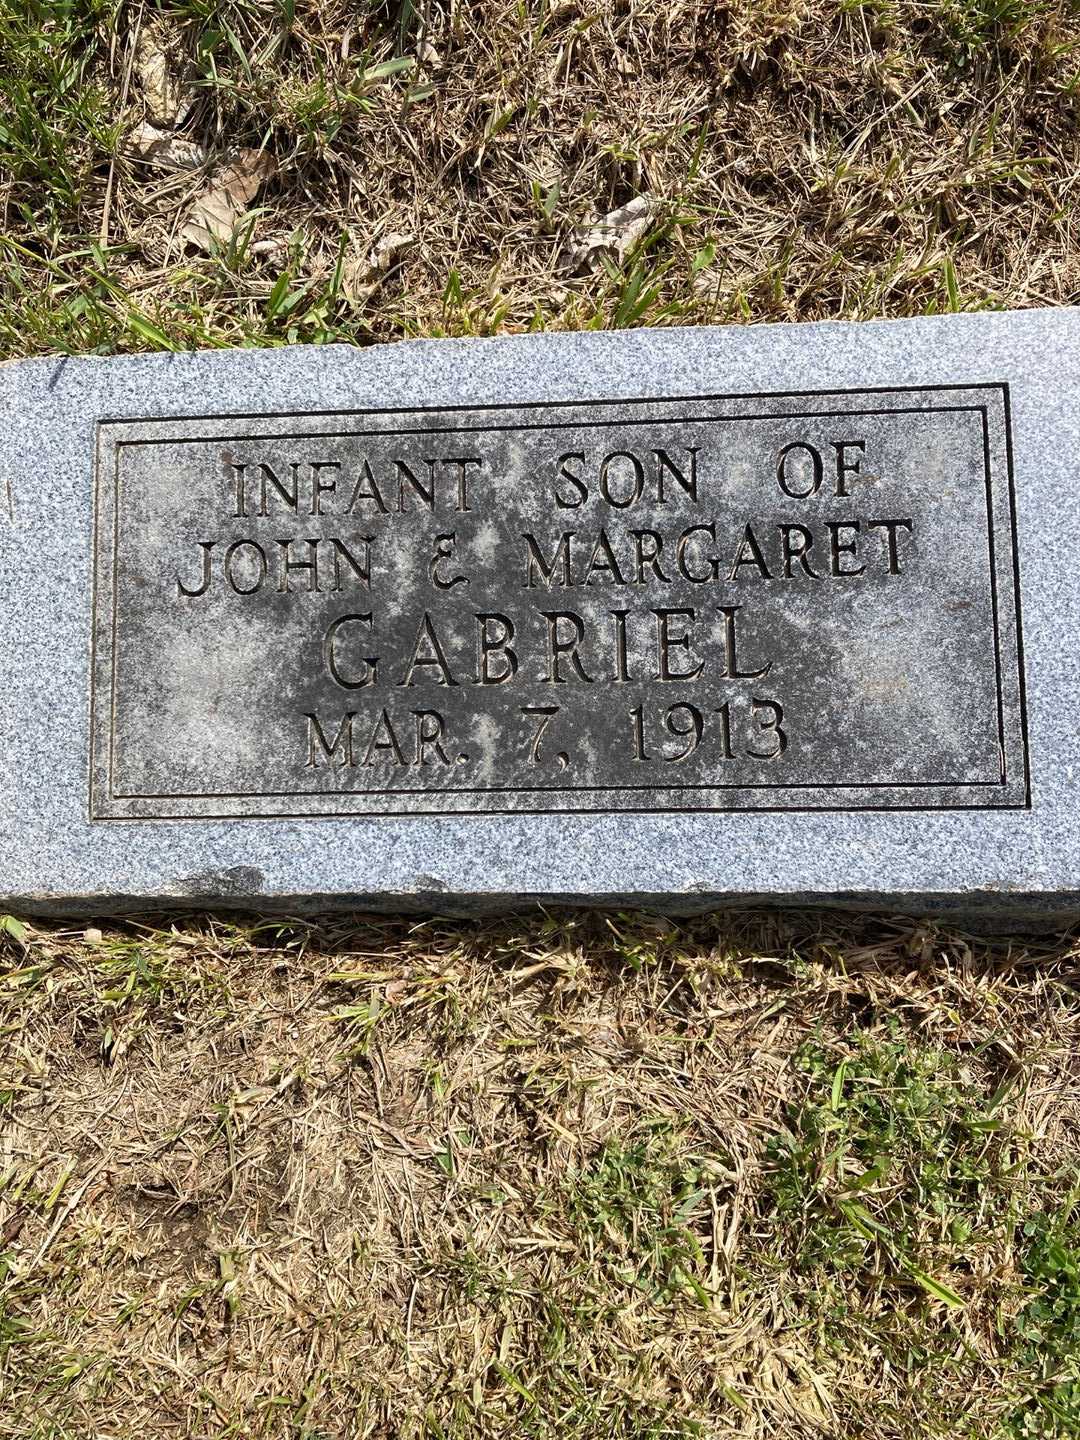 INFANT SON OF
JOHN & MARGARET
GABRIEL
MAR. 7, 1913